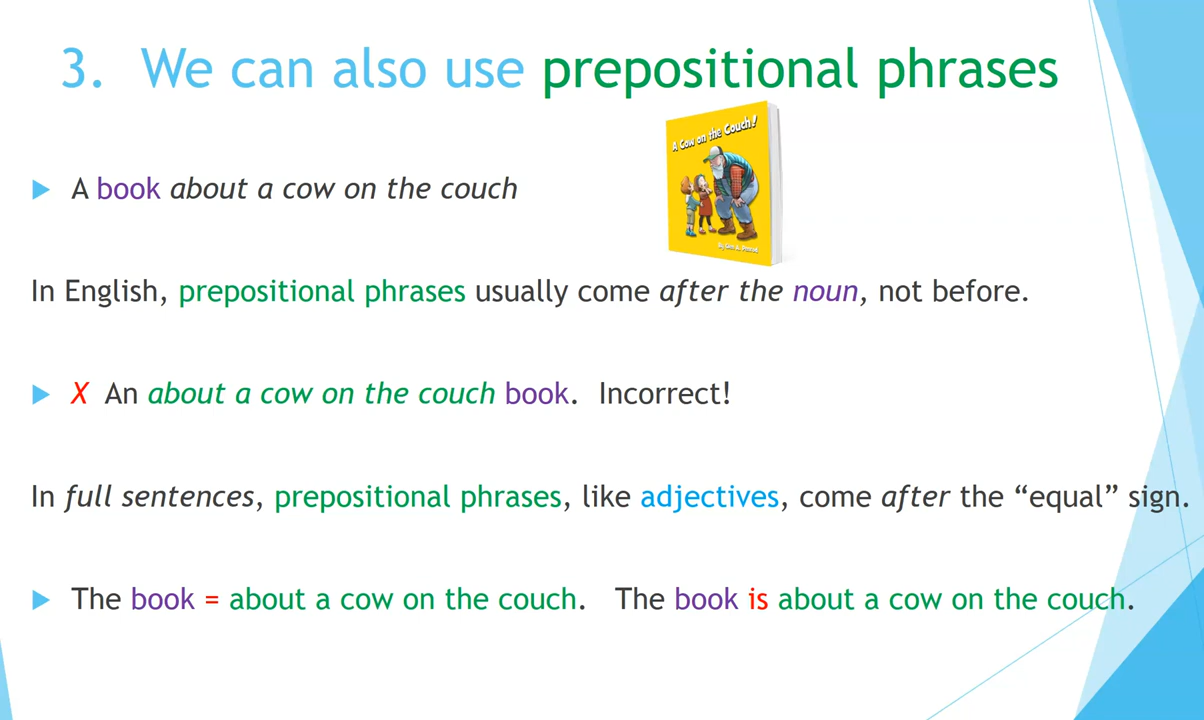 3. We can also use prepositional phrases
A Cow on the Couch!
A book about a cow on the couch
In English, prepositional phrases usually come after the noun, not before.
X An about a cow on the couch book. Incorrect!
In full sentences, prepositional phrases, like adjectives, come after the “equal” sign.
The book = about a cow on the couch. The book is about a cow on the couch.